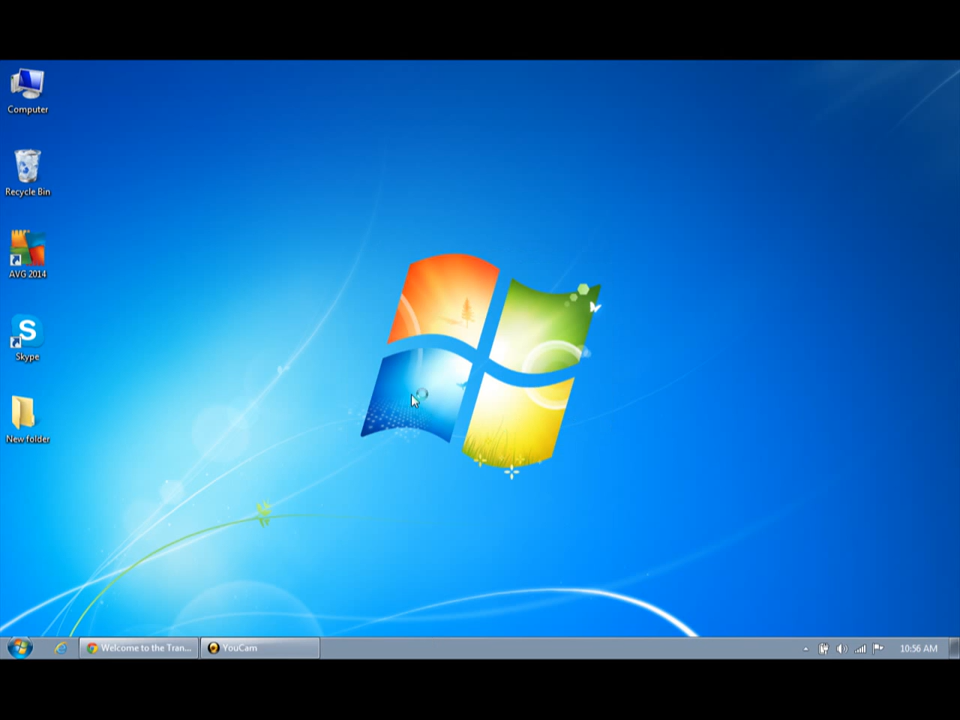 Computer
Recycle Bin
AVG 2014
Skype
New folder
Welcome to the Tran...
YouCam
10:56 AM